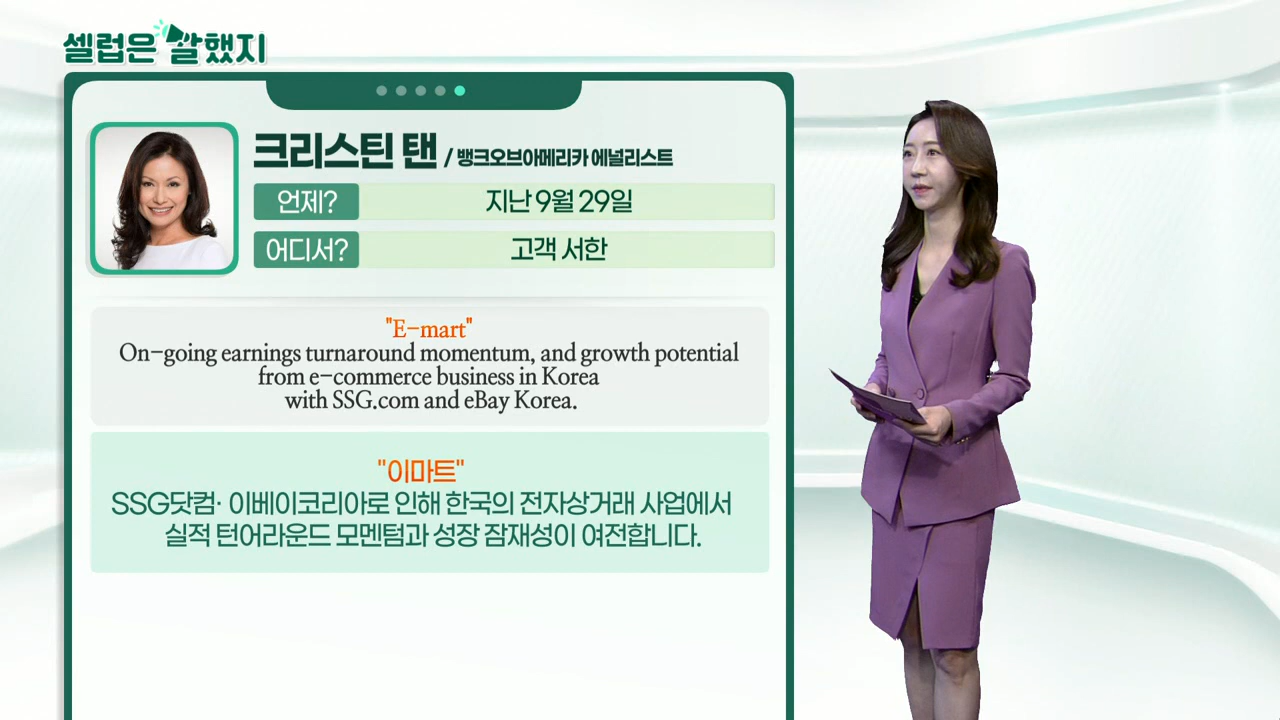 셀럽은 말했지
크리스틴 탠 / 뱅크오브아메리카 애널리스트
언제? 지난 9월 29일
어디서? 고객 서한
"E-mart"
On-going earnings turnaround momentum, and growth potential
from e-commerce business in Korea
with SSG.com and eBay Korea.
"이마트"
SSG닷컴· 이베이코리아로 인해 한국의 전자상거래 사업에서
실적 턴어라운드 모멘텀과 성장 잠재성이 여전합니다.